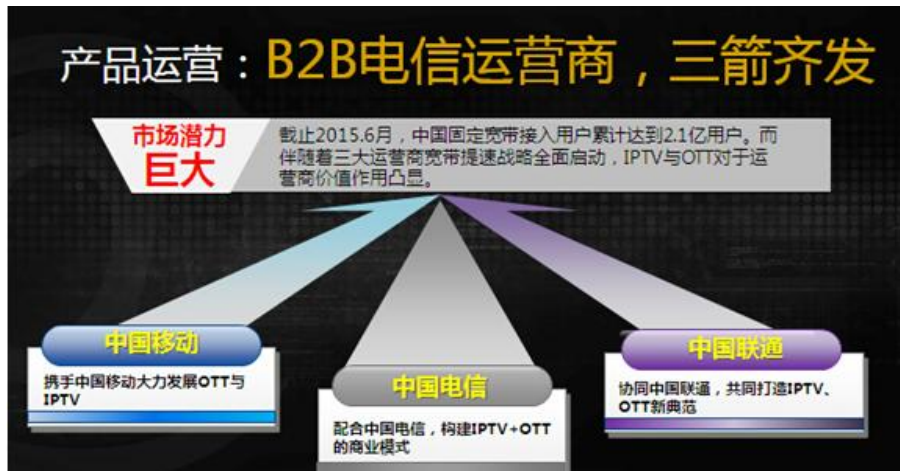 产品运营：B2B电信运营商，三箭齐发
市场潜力
巨大
截止2015.6月，中国固定宽带接入用户累计达到2.1亿用户。而
伴随着三大运营商宽带提速战略全面启动，IPTV与OTT对于运
营商价值作用凸显。
中国移动
携手中国移动大力发展OTT与
IPTV
中国电信
配合中国电信，构建IPTV+OTT
的商业模式
中国联通
协同中国联通，共同打造IPTV、
OTT新典范